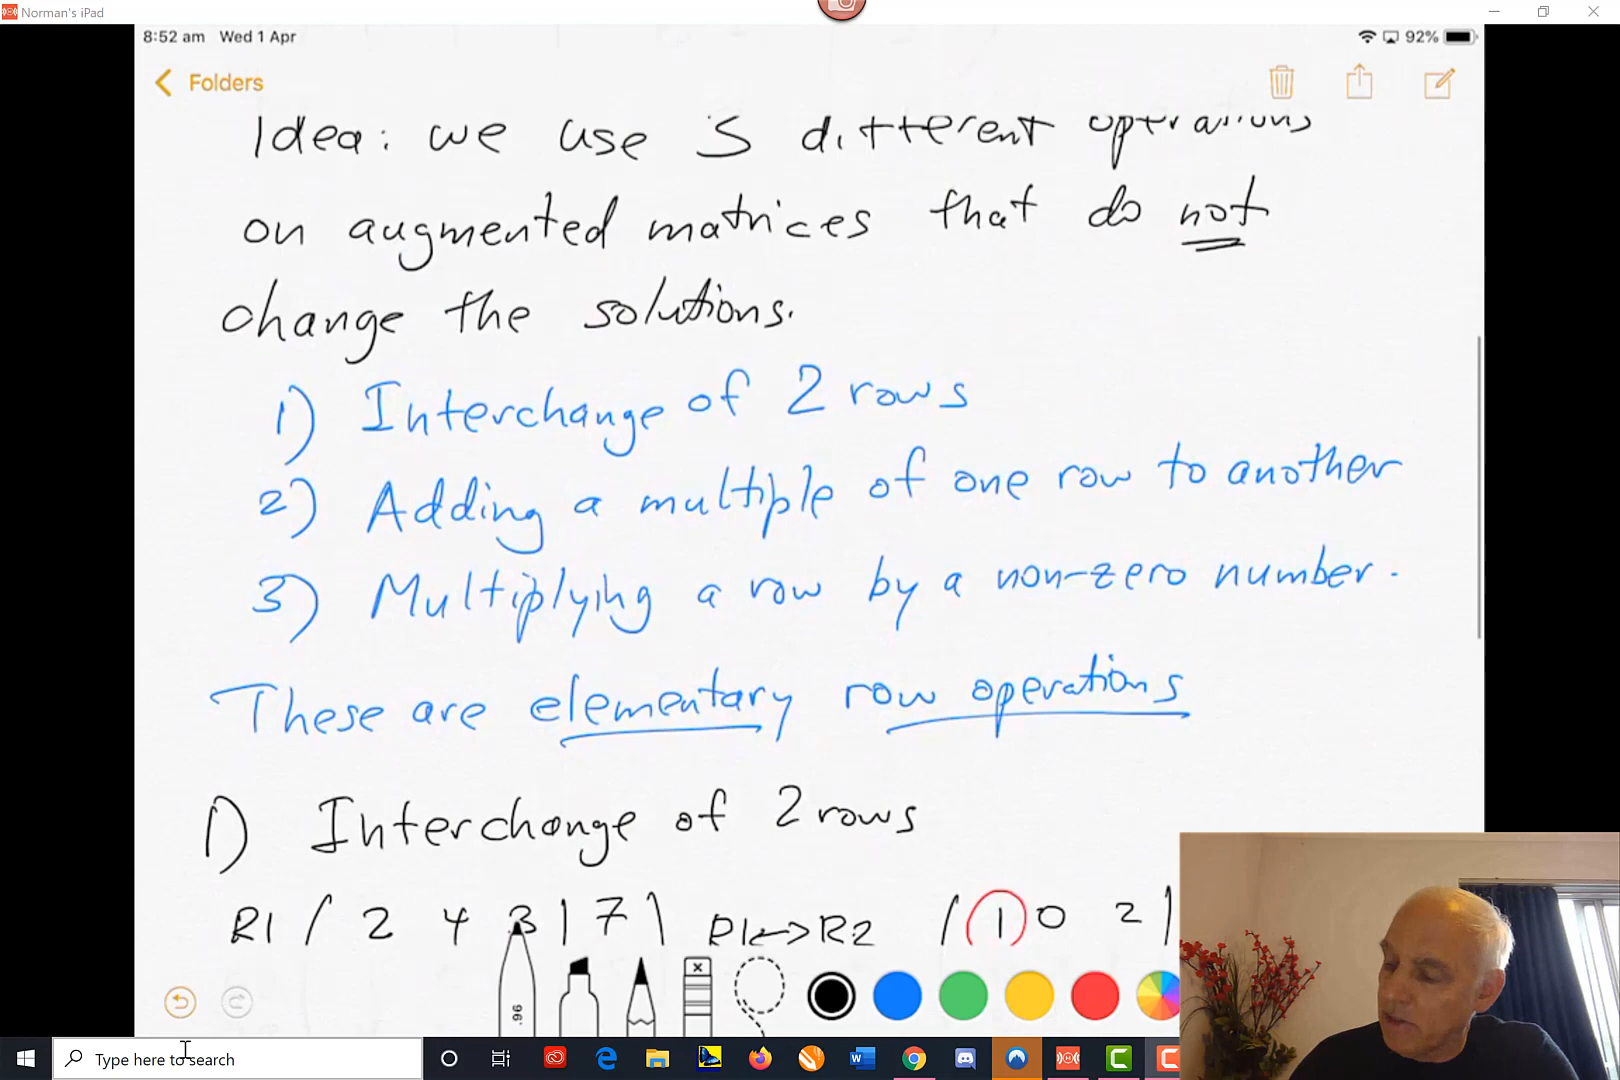 Norman's iPad
8:52 am Wed 1 Apr
92%
Folders
Idea: we use 3 different operations
on augmented matrices that do not
change the solutions.
1) Interchange of 2 rows
2) Adding a multiple of one row to another
3) Multiplying a row by a non-zero number.
These are elementary row operations
1) Interchange of 2 rows
R1 ( 2 4 3 | 7 ) R1<->R2 ( 1 0 2 |
96
Type here to search